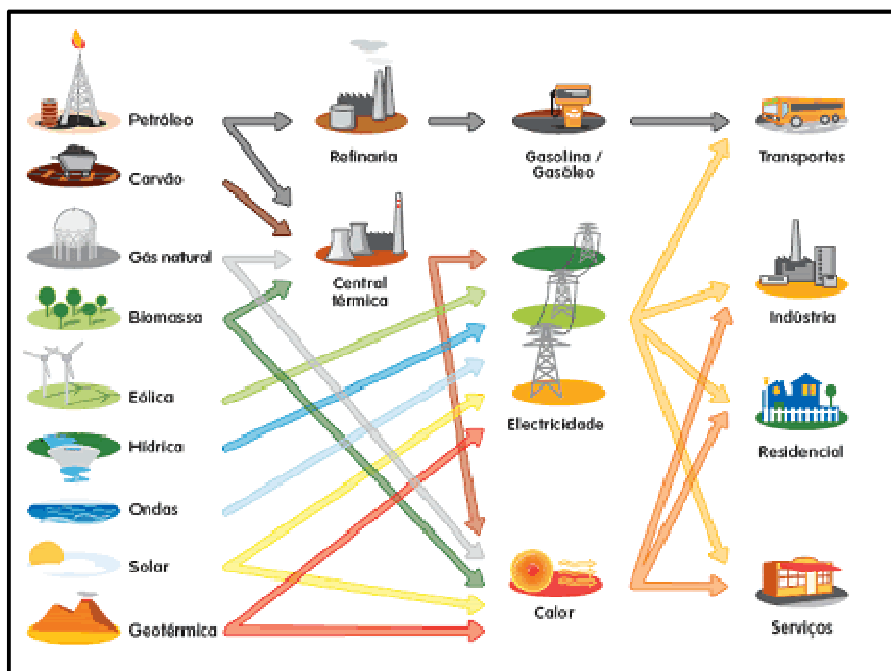 Petróleo
Carvão
Gás natural
Biomassa
Eólica
Hídrica
Ondas
Solar
Geotérmica
Refinaria
Central
térmica
Gasolina /
Gasóleo
Electricidade
Calor
Transportes
Indústria
Residencial
Serviços